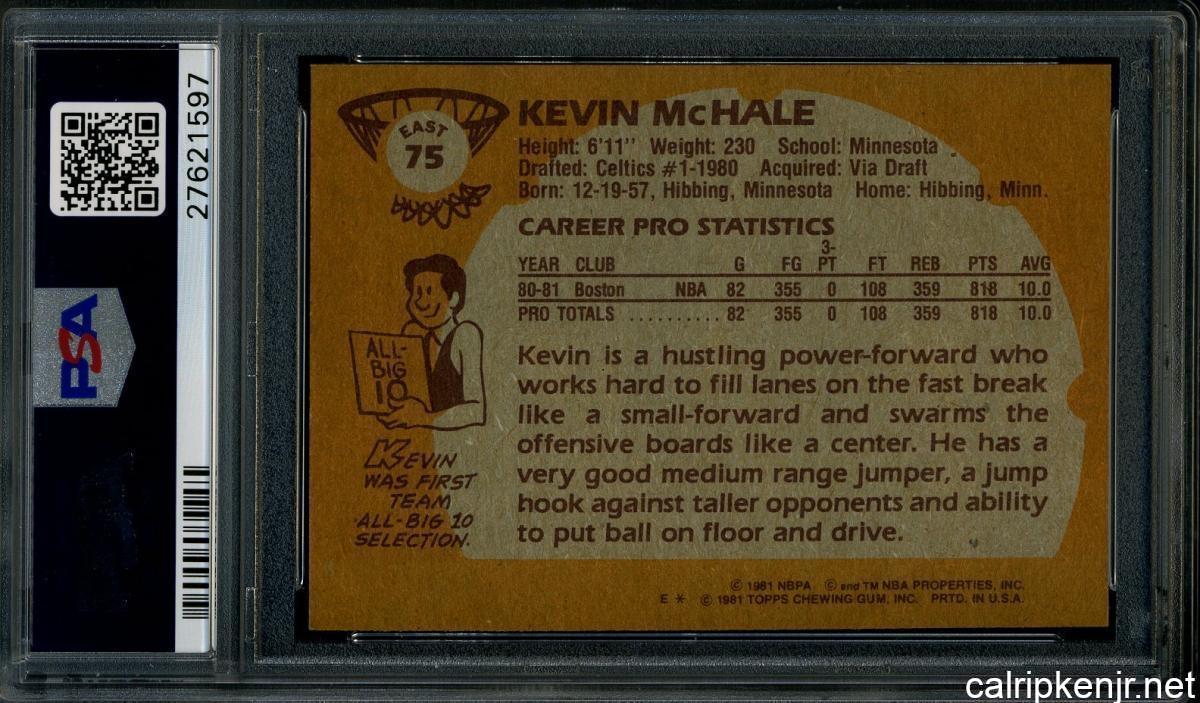 27621597
PSA
EAST
75
KEVIN McHALE
Height: 6'11" Weight: 230 School: Minnesota
Drafted: Celtics #1-1980 Acquired: Via Draft
Born: 12-19-57, Hibbing, Minnesota Home: Hibbing, Minn.
CAREER PRO STATISTICS
YEAR CLUB G FG 3-PT FT REB PTS AVG
80-81 Boston NBA 82 355 0 108 359 818 10.0
PRO TOTALS .......... 82 355 0 108 359 818 10.0
ALL-
BIG
10
KEVIN
WAS FIRST
TEAM
ALL-BIG 10
SELECTION.
Kevin is a hustling power-forward who
works hard to fill lanes on the fast break
like a small-forward and swarms the
offensive boards like a center. He has a
very good medium range jumper, a jump
hook against taller opponents and ability
to put ball on floor and drive.
© 1981 NBPA © and TM NBA PROPERTIES, INC.
E * © 1981 TOPPS CHEWING GUM, INC. PRTD. IN U.S.A.
calripkenjr.net